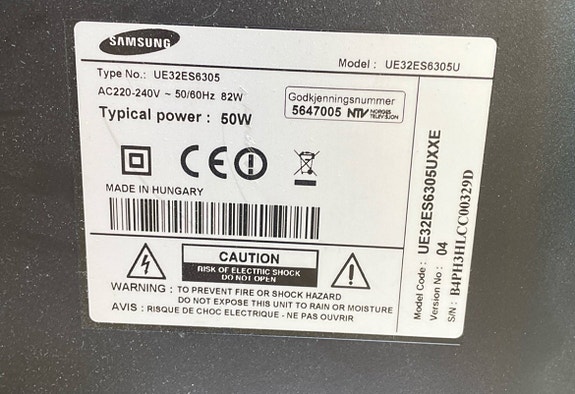 SAMSUNG
Model : UE32ES6305U
Type No.: UE32ES6305
AC220-240V ~ 50/60Hz 82W
Typical power : 50W
Godkjenningsnummer
5647005 NTV NORGES
TELEVISJON
CE
MADE IN HUNGARY
CAUTION
RISK OF ELECTRIC SHOCK
DO NOT OPEN
WARNING : TO PREVENT FIRE OR SHOCK HAZARD
DO NOT EXPOSE THIS UNIT TO RAIN OR MOISTURE
AVIS : RISQUE DE CHOC ELECTRIQUE - NE PAS OUVRIR
Model Code : UE32ES6305UXXE
Version No : 04
S/N : B4PH3HLCC00329D